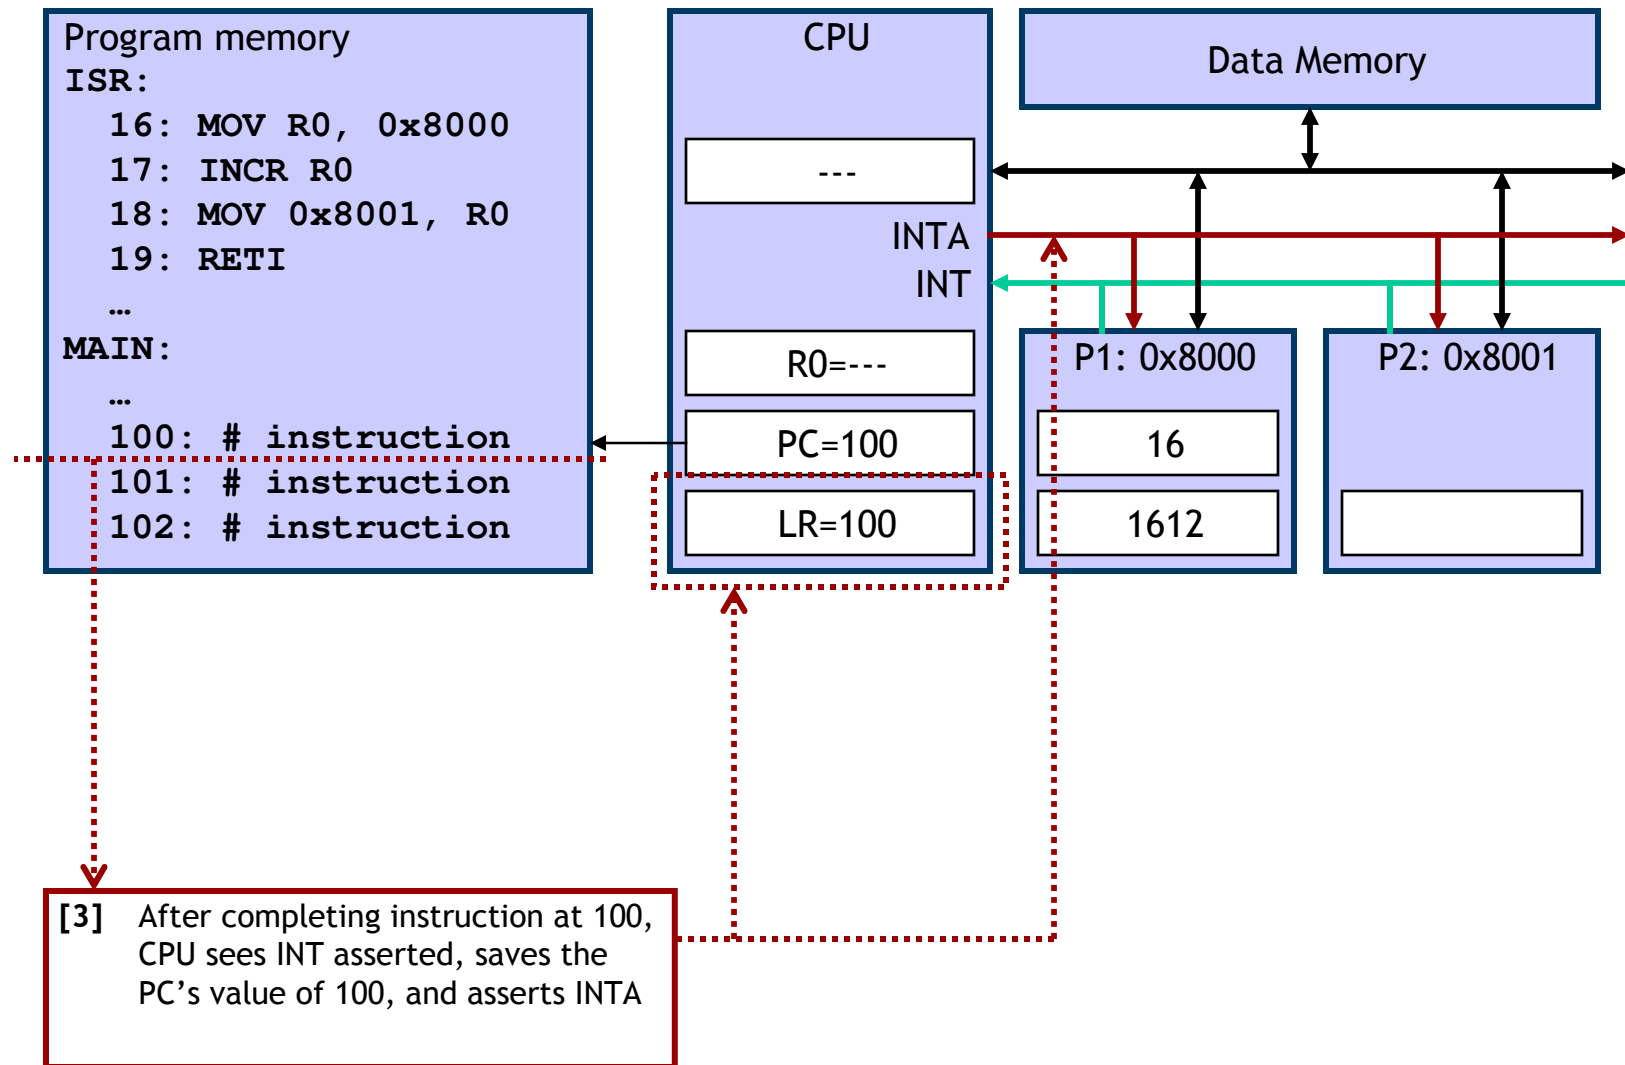 Program memory
ISR:
16: MOV R0, 0x8000
17: INCR R0
18: MOV 0x8001, R0
19: RETI
…
MAIN:
…
100: # instruction
101: # instruction
102: # instruction
CPU
---
INTA
INT
R0=---
PC=100
LR=100
Data Memory
P1: 0x8000
16
1612
P2: 0x8001
[3] After completing instruction at 100,
CPU sees INT asserted, saves the
PC’s value of 100, and asserts INTA